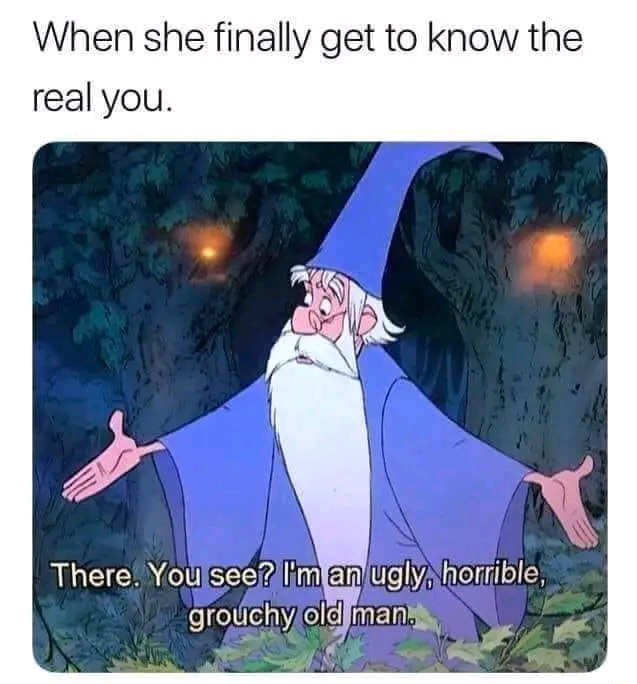 When she finally get to know the
real you.
There. You see? I'm an ugly, horrible,
grouchy old man.